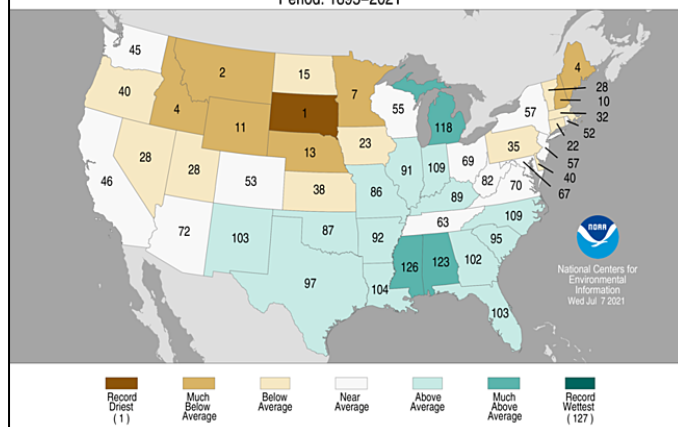 Period: 1895–2021
45
2
15
7
4
28
10
32
52
22
57
40
67
40
4
11
1
55
118
57
13
23
35
46
28
28
53
38
86
91
109
69
82
70
89
72
103
87
92
63
109
95
97
104
126
123
102
103
NOAA
National Centers for
Environmental
Information
Wed Jul 7 2021
Record
Driest
(1)
Much
Below
Average
Below
Average
Near
Average
Above
Average
Much
Above
Average
Record
Wettest
(127)